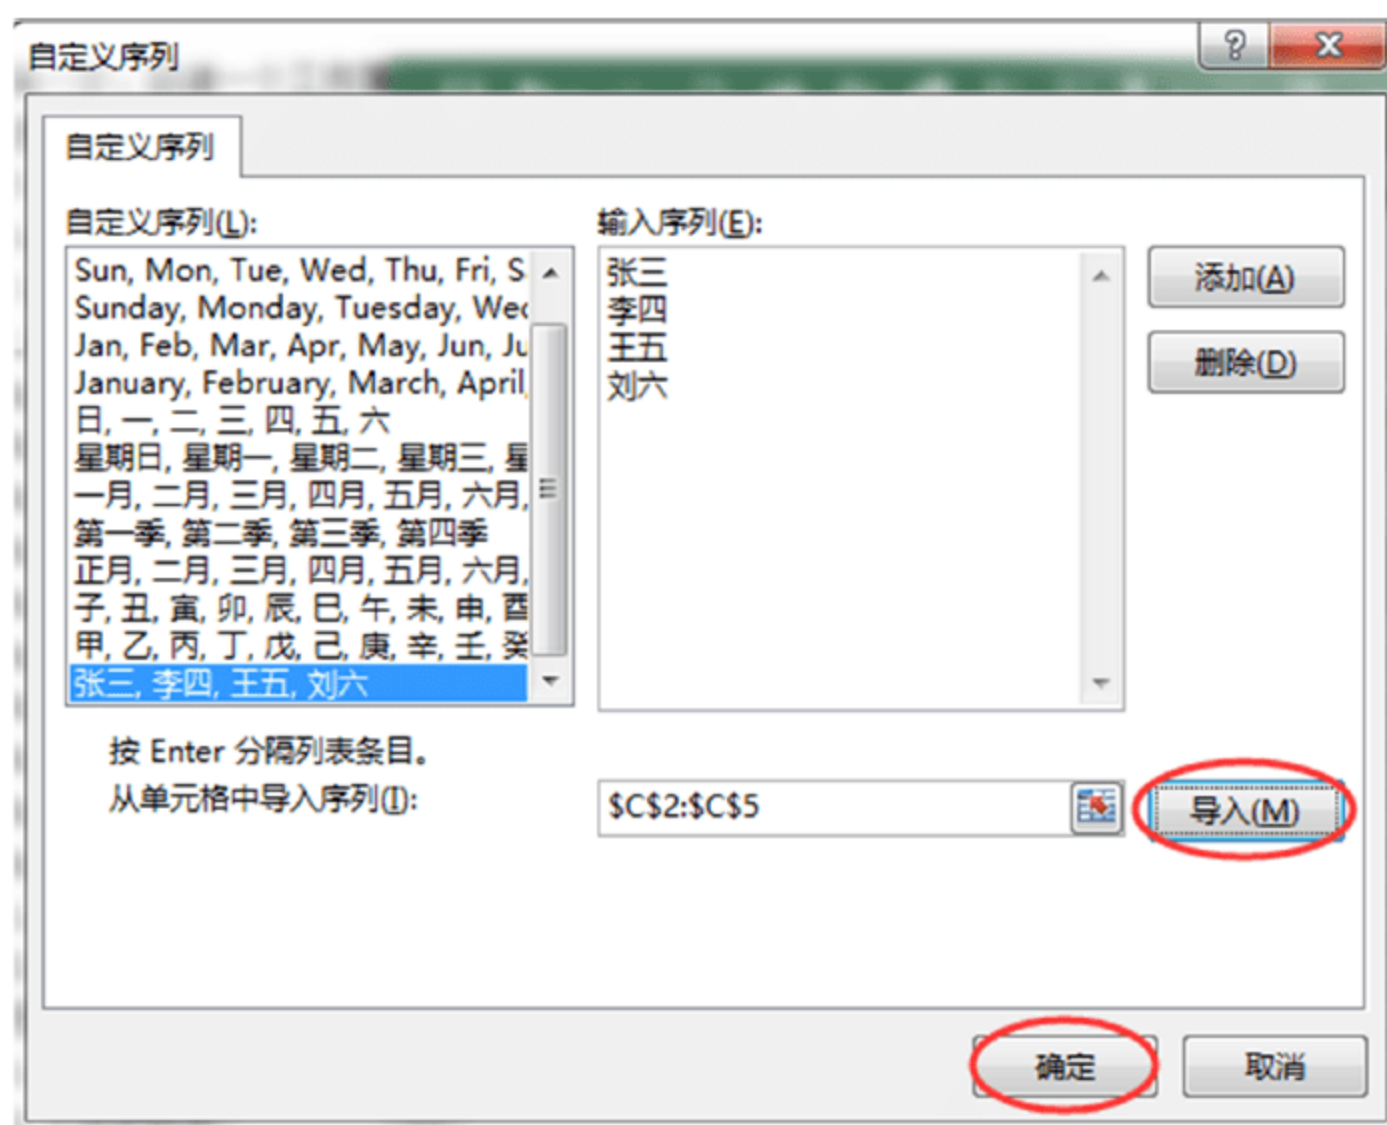 自定义序列
自定义序列
自定义序列(L):
Sun, Mon, Tue, Wed, Thu, Fri, S
Sunday, Monday, Tuesday, Wed
Jan, Feb, Mar, Apr, May, Jun, Ju
January, February, March, April,
日, 一, 二, 三, 四, 五, 六
星期日, 星期一, 星期二, 星期三, 星
一月, 二月, 三月, 四月, 五月, 六月,
第一季, 第二季, 第三季, 第四季
正月, 二月, 三月, 四月, 五月, 六月,
子, 丑, 寅, 卯, 辰, 巳, 午, 未, 申, 酉
甲, 乙, 丙, 丁, 戊, 己, 庚, 辛, 壬, 癸
张三, 李四, 王五, 刘六
输入序列(E):
张三
李四
王五
刘六
添加(A)
删除(D)
按 Enter 分隔列表条目。
从单元格中导入序列(I):
$C$2:$C$5
导入(M)
确定
取消